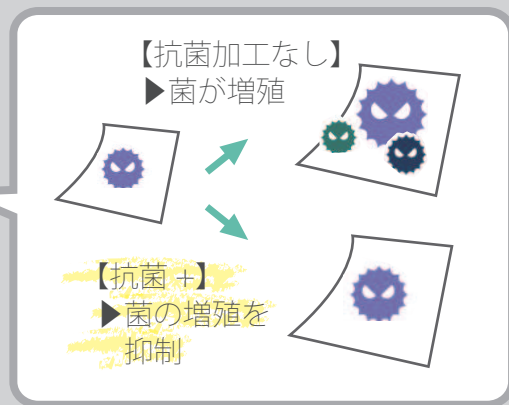 【抗菌加工なし】
▶菌が増殖
【抗菌 +】
▶菌の増殖を
抑制